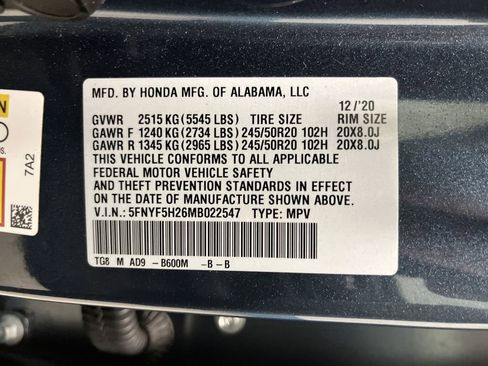 MFD. BY HONDA MFG. OF ALABAMA, LLC
12 /'20
GVWR 2515 KG (5545 LBS) TIRE SIZE RIM SIZE
GAWR F 1240 KG (2734 LBS) 245/50R20 102H 20X8.0J
GAWR R 1345 KG (2965 LBS) 245/50R20 102H 20X8.0J
THIS VEHICLE CONFORMS TO ALL APPLICABLE
FEDERAL MOTOR VEHICLE SAFETY
AND THEFT PREVENTION STANDARDS IN EFFECT
ON THE DATE OF MANUFACTURE SHOWN ABOVE.
V.I.N.: 5FNYF5H26MB022547 TYPE: MPV
TG8 M AD9 -B600M -B - B
7A2